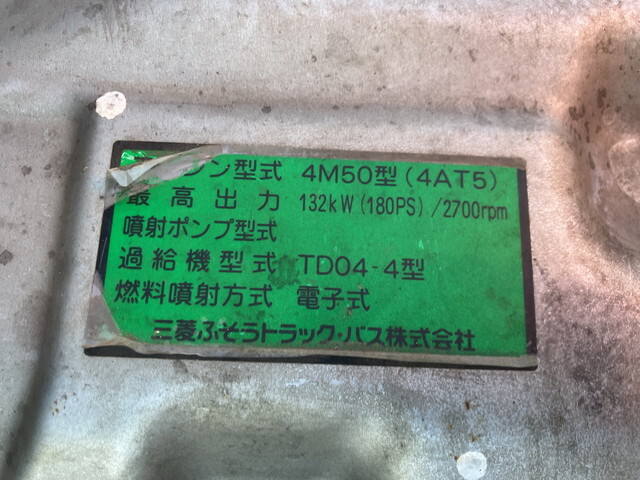 ン型式 4M50型(4AT5)
最高出力 132kW(180PS)/2700rpm
噴射ポンプ型式
過給機型式 TD04-4型
燃料噴射方式 電子式
三菱ふそうトラック・バス株式会社